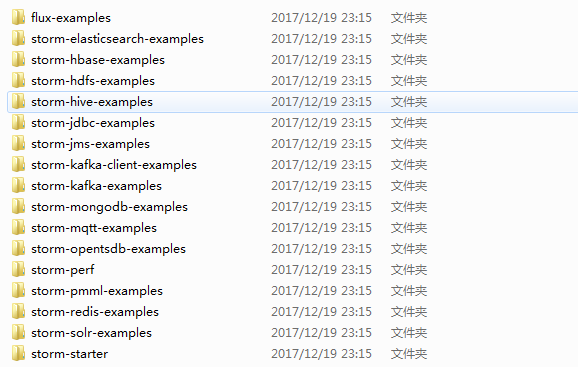 flux-examples 2017/12/19 23:15 文件夹
storm-elasticsearch-examples 2017/12/19 23:15 文件夹
storm-hbase-examples 2017/12/19 23:15 文件夹
storm-hdfs-examples 2017/12/19 23:15 文件夹
storm-hive-examples 2017/12/19 23:15 文件夹
storm-jdbc-examples 2017/12/19 23:15 文件夹
storm-jms-examples 2017/12/19 23:15 文件夹
storm-kafka-client-examples 2017/12/19 23:15 文件夹
storm-kafka-examples 2017/12/19 23:15 文件夹
storm-mongodb-examples 2017/12/19 23:15 文件夹
storm-mqtt-examples 2017/12/19 23:15 文件夹
storm-opentsdb-examples 2017/12/19 23:15 文件夹
storm-perf 2017/12/19 23:15 文件夹
storm-pmml-examples 2017/12/19 23:15 文件夹
storm-redis-examples 2017/12/19 23:15 文件夹
storm-solr-examples 2017/12/19 23:15 文件夹
storm-starter 2017/12/19 23:15 文件夹